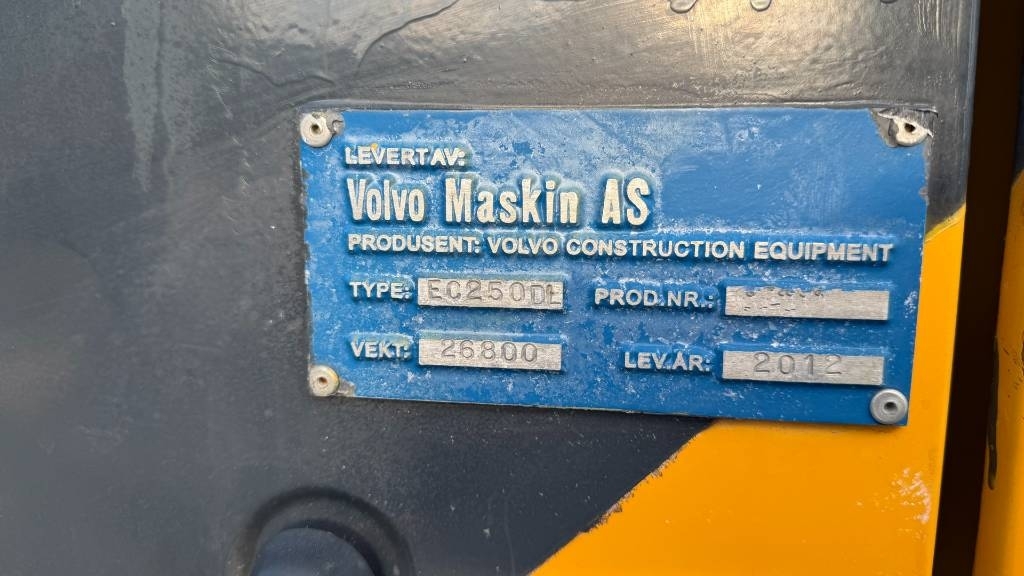 LEVERT AV:
Volvo Maskin AS
PRODUSENT: VOLVO CONSTRUCTION EQUIPMENT
TYPE: EC250DL PROD.NR.:
VEKT: 26800 LEV.ÅR: 2012